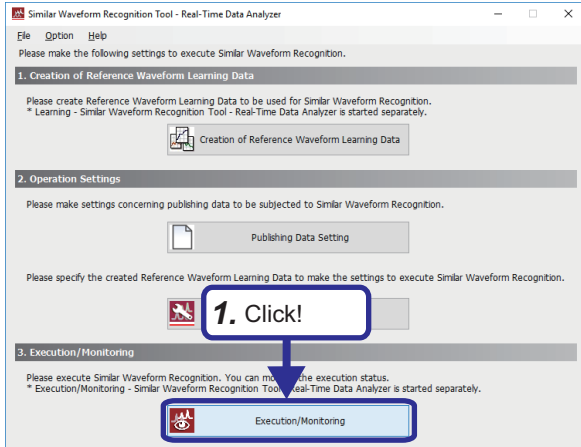 Similar Waveform Recognition Tool - Real-Time Data Analyzer
File Option Help
Please make the following settings to execute Similar Waveform Recognition.
1. Creation of Reference Waveform Learning Data
Please create Reference Waveform Learning Data to be used for Similar Waveform Recognition.
* Learning - Similar Waveform Recognition Tool - Real-Time Data Analyzer is started separately.
Creation of Reference Waveform Learning Data
2. Operation Settings
Please make settings concerning publishing data to be subjected to Similar Waveform Recognition.
Publishing Data Setting
Please specify the created Reference Waveform Learning Data to make the settings to execute Similar Waveform Recognition.
1. Click!
3. Execution/Monitoring
Please execute Similar Waveform Recognition. You can mo the execution status.
* Execution/Monitoring - Similar Waveform Recognition Tool Real-Time Data Analyzer is started separately.
Execution/Monitoring